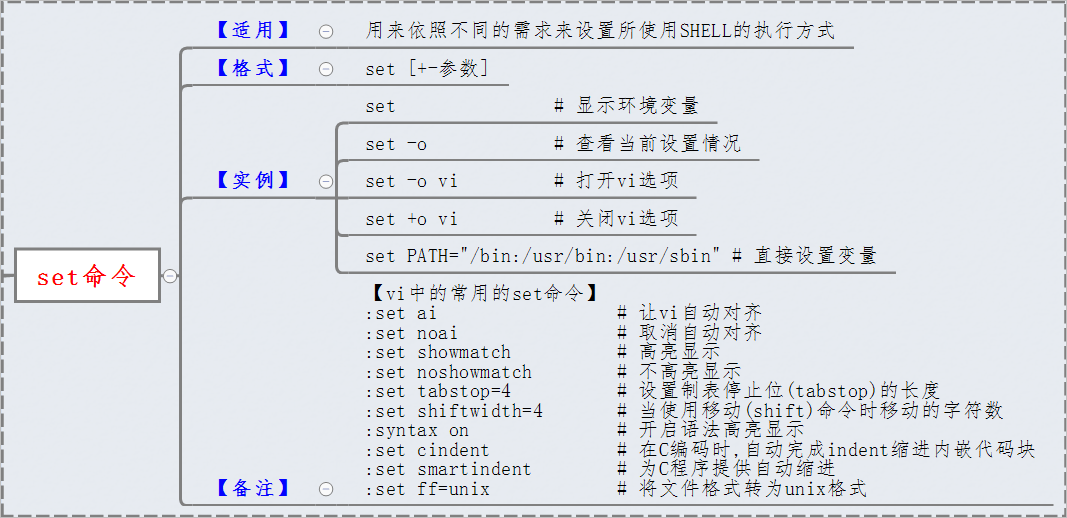 【适用】 用来依照不同的需求来设置所使用SHELL的执行方式
【格式】 set [+-参数]
set # 显示环境变量
set -o # 查看当前设置情况
【实例】 set -o vi # 打开vi选项
set +o vi # 关闭vi选项
set PATH="/bin:/usr/bin:/usr/sbin" # 直接设置变量
set命令
【vi中的常用的set命令】
:set ai # 让vi自动对齐
:set noai # 取消自动对齐
:set showmatch # 高亮显示
:set noshowmatch # 不高亮显示
:set tabstop=4 # 设置制表停止位(tabstop)的长度
:set shiftwidth=4 # 当使用移动(shift)命令时移动的字符数
:syntax on # 开启语法高亮显示
:set cindent # 在C编码时,自动完成indent缩进内嵌代码块
:set smartindent # 为C程序提供自动缩进
【备注】 :set ff=unix # 将文件格式转为unix格式